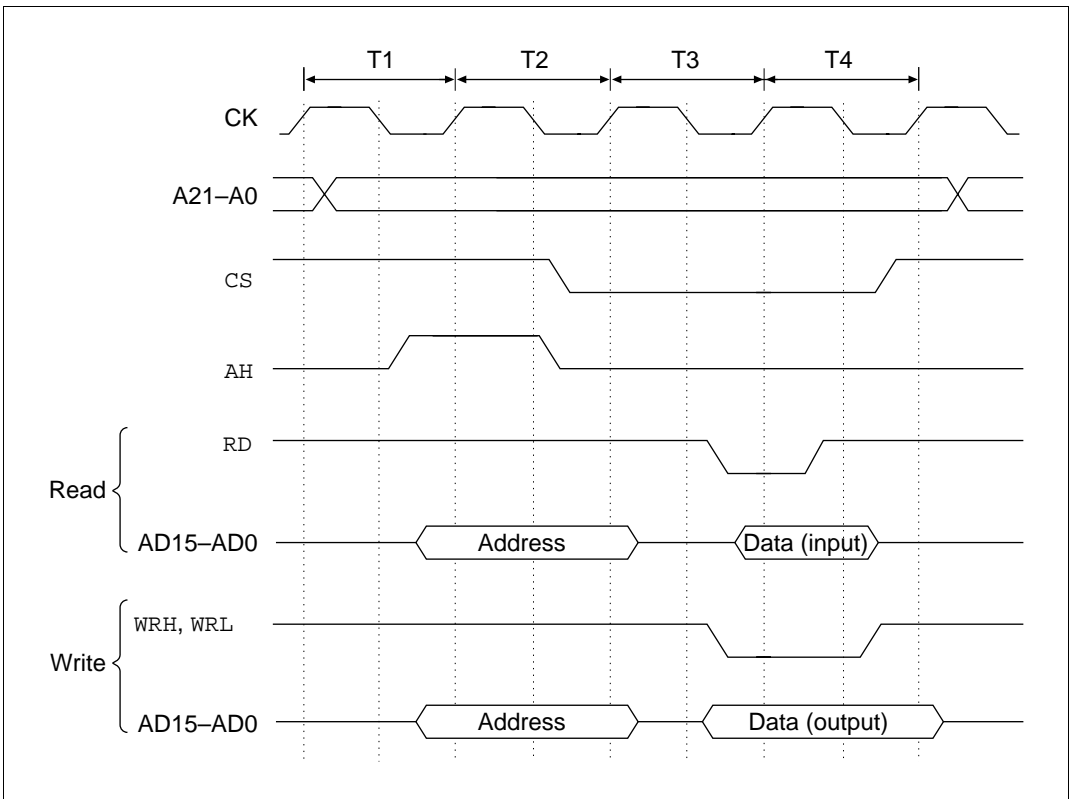 T1 T2 T3 T4
CK
A21–A0
CS
AH
RD
Read
AD15–AD0 Address Data (input)
WRH, WRL
Write
AD15–AD0 Address Data (output)